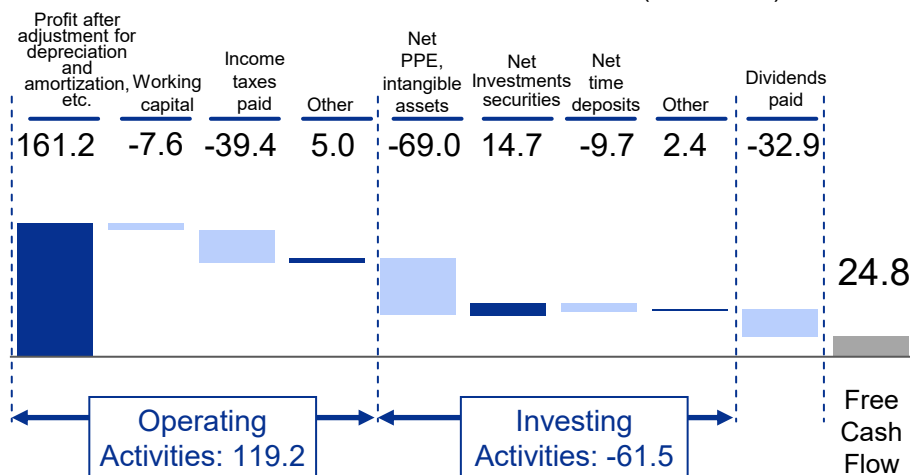 Profit after
adjustment for
depreciation
and
amortization,
etc.
Working
capital
Income
taxes
paid
Other
Net
PPE,
intangible
assets
Net
Investments
securities
Net
time
deposits
Other
Dividends
paid
161.2
-7.6
-39.4
5.0
-69.0
14.7
-9.7
2.4
-32.9
24.8
Operating
Activities: 119.2
Investing
Activities: -61.5
Free
Cash
Flow